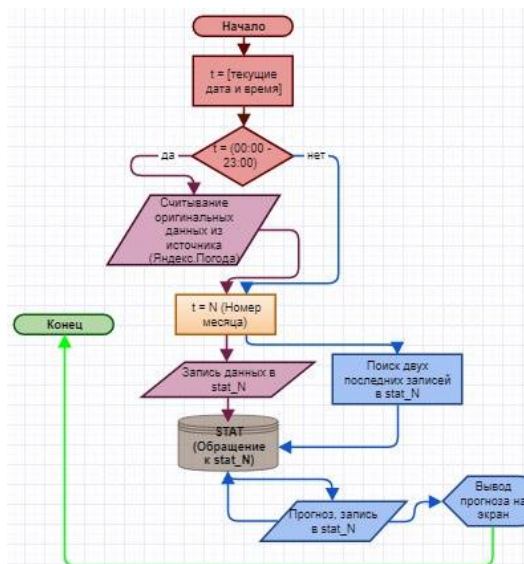 Начало
t = [текущие
дата и время]
t = (00:00 -
23:00)
да
нет
Считывание
оригинальных
данных из
источника
(Яндекс.Погода)
t = N (Номер
месяца)
Конец
Запись данных в
stat_N
Поиск двух
последних записей
в stat_N
STAT
(Обращение
к stat_N)
Прогноз, запись
в stat_N
Вывод
прогноза на
экран